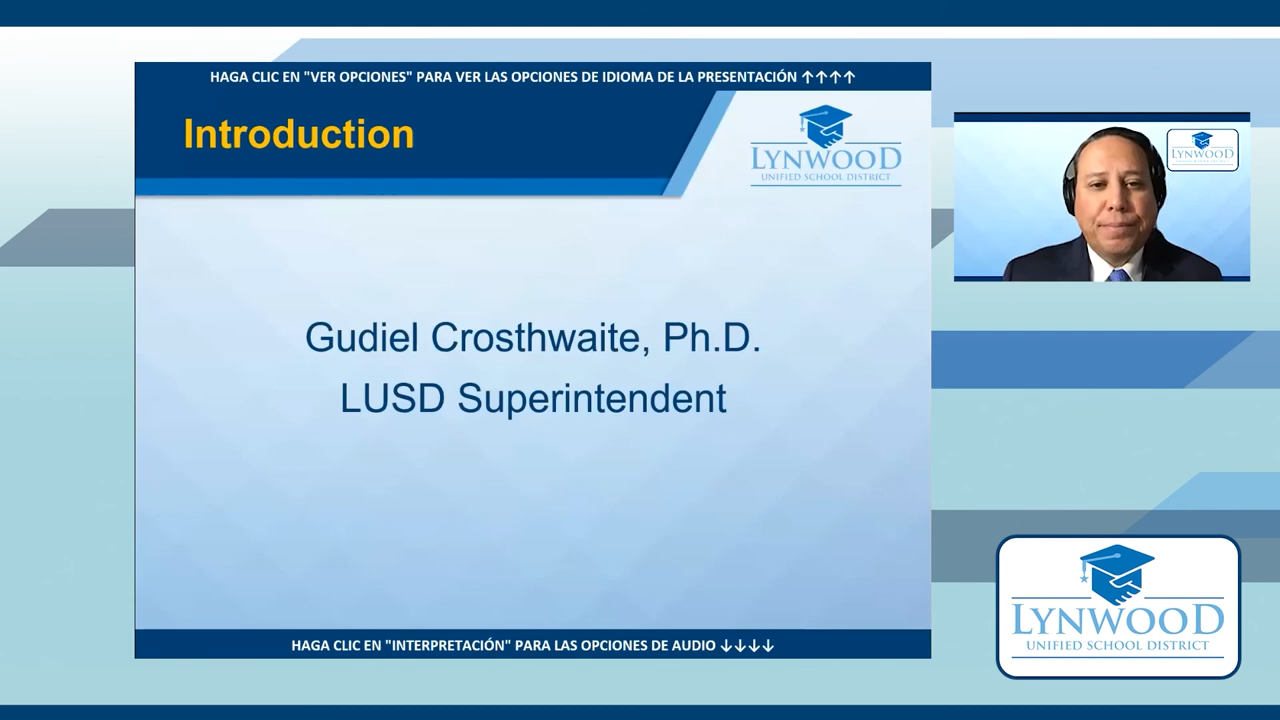 HAGA CLIC EN "VER OPCIONES" PARA VER LAS OPCIONES DE IDIOMA DE LA PRESENTACIÓN ↑↑↑↑
Introduction
LYNWOOD
UNIFIED SCHOOL DISTRICT
LYNWOOD
Gudiel Crosthwaite, Ph.D.
LUSD Superintendent
HAGA CLIC EN "INTERPRETACIÓN" PARA LAS OPCIONES DE AUDIO ↓↓↓↓
LYNWOOD
UNIFIED SCHOOL DISTRICT